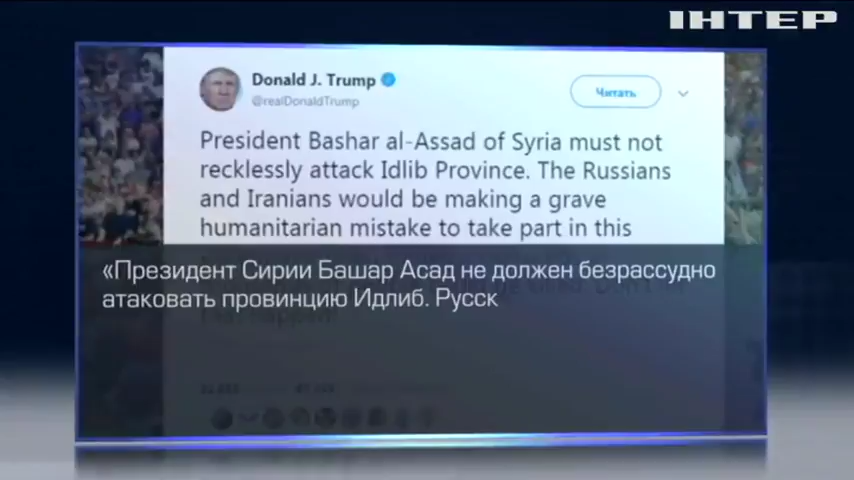 ІНТЕР
Donald J. Trump
@realDonaldTrump
Читать
President Bashar al-Assad of Syria must not
recklessly attack Idlib Province. The Russians
and Iranians would be making a grave
humanitarian mistake to take part in this
«Президент Сирии Башар Асад не должен безрассудно
атаковать провинцию Идлиб. Русск